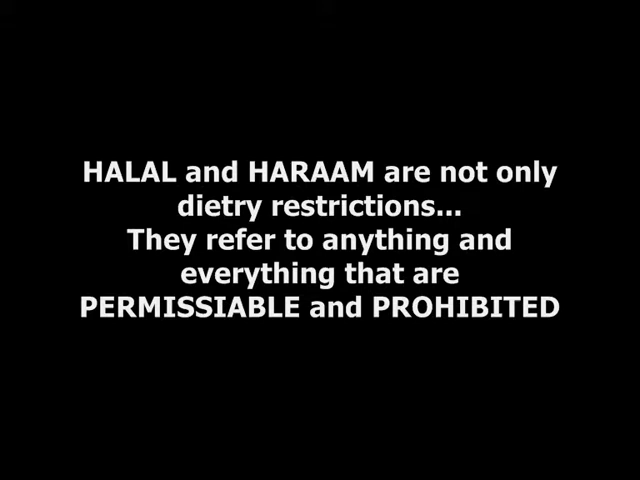 HALAL and HARAAM are not only
dietry restrictions...
They refer to anything and
everything that are
PERMISSIABLE and PROHIBITED